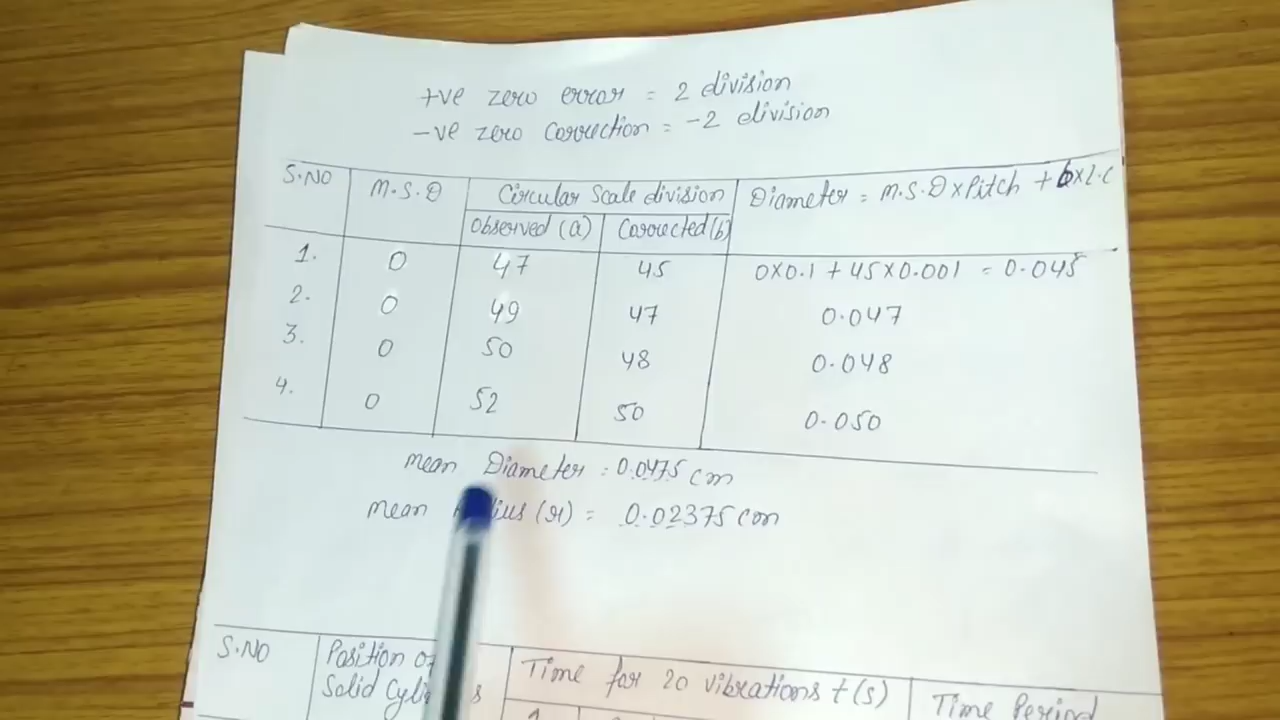 +ve zero error = 2 division
-ve zero correction = -2 division
S.NO M.S.D Circular Scale division Diameter = M.S.D x Pitch + b x L.C
Observed (a) Corrected (b)
1. 0 47 45 0x0.1 + 45x0.001 = 0.045
2. 0 49 47 0.047
3. 0 50 48 0.048
4. 0 52 50 0.050
mean Diameter = 0.0475 cm
mean (r) = 0.02375 cm
S.NO Position Time for 20 vibrations t(s) Time Period
Solid